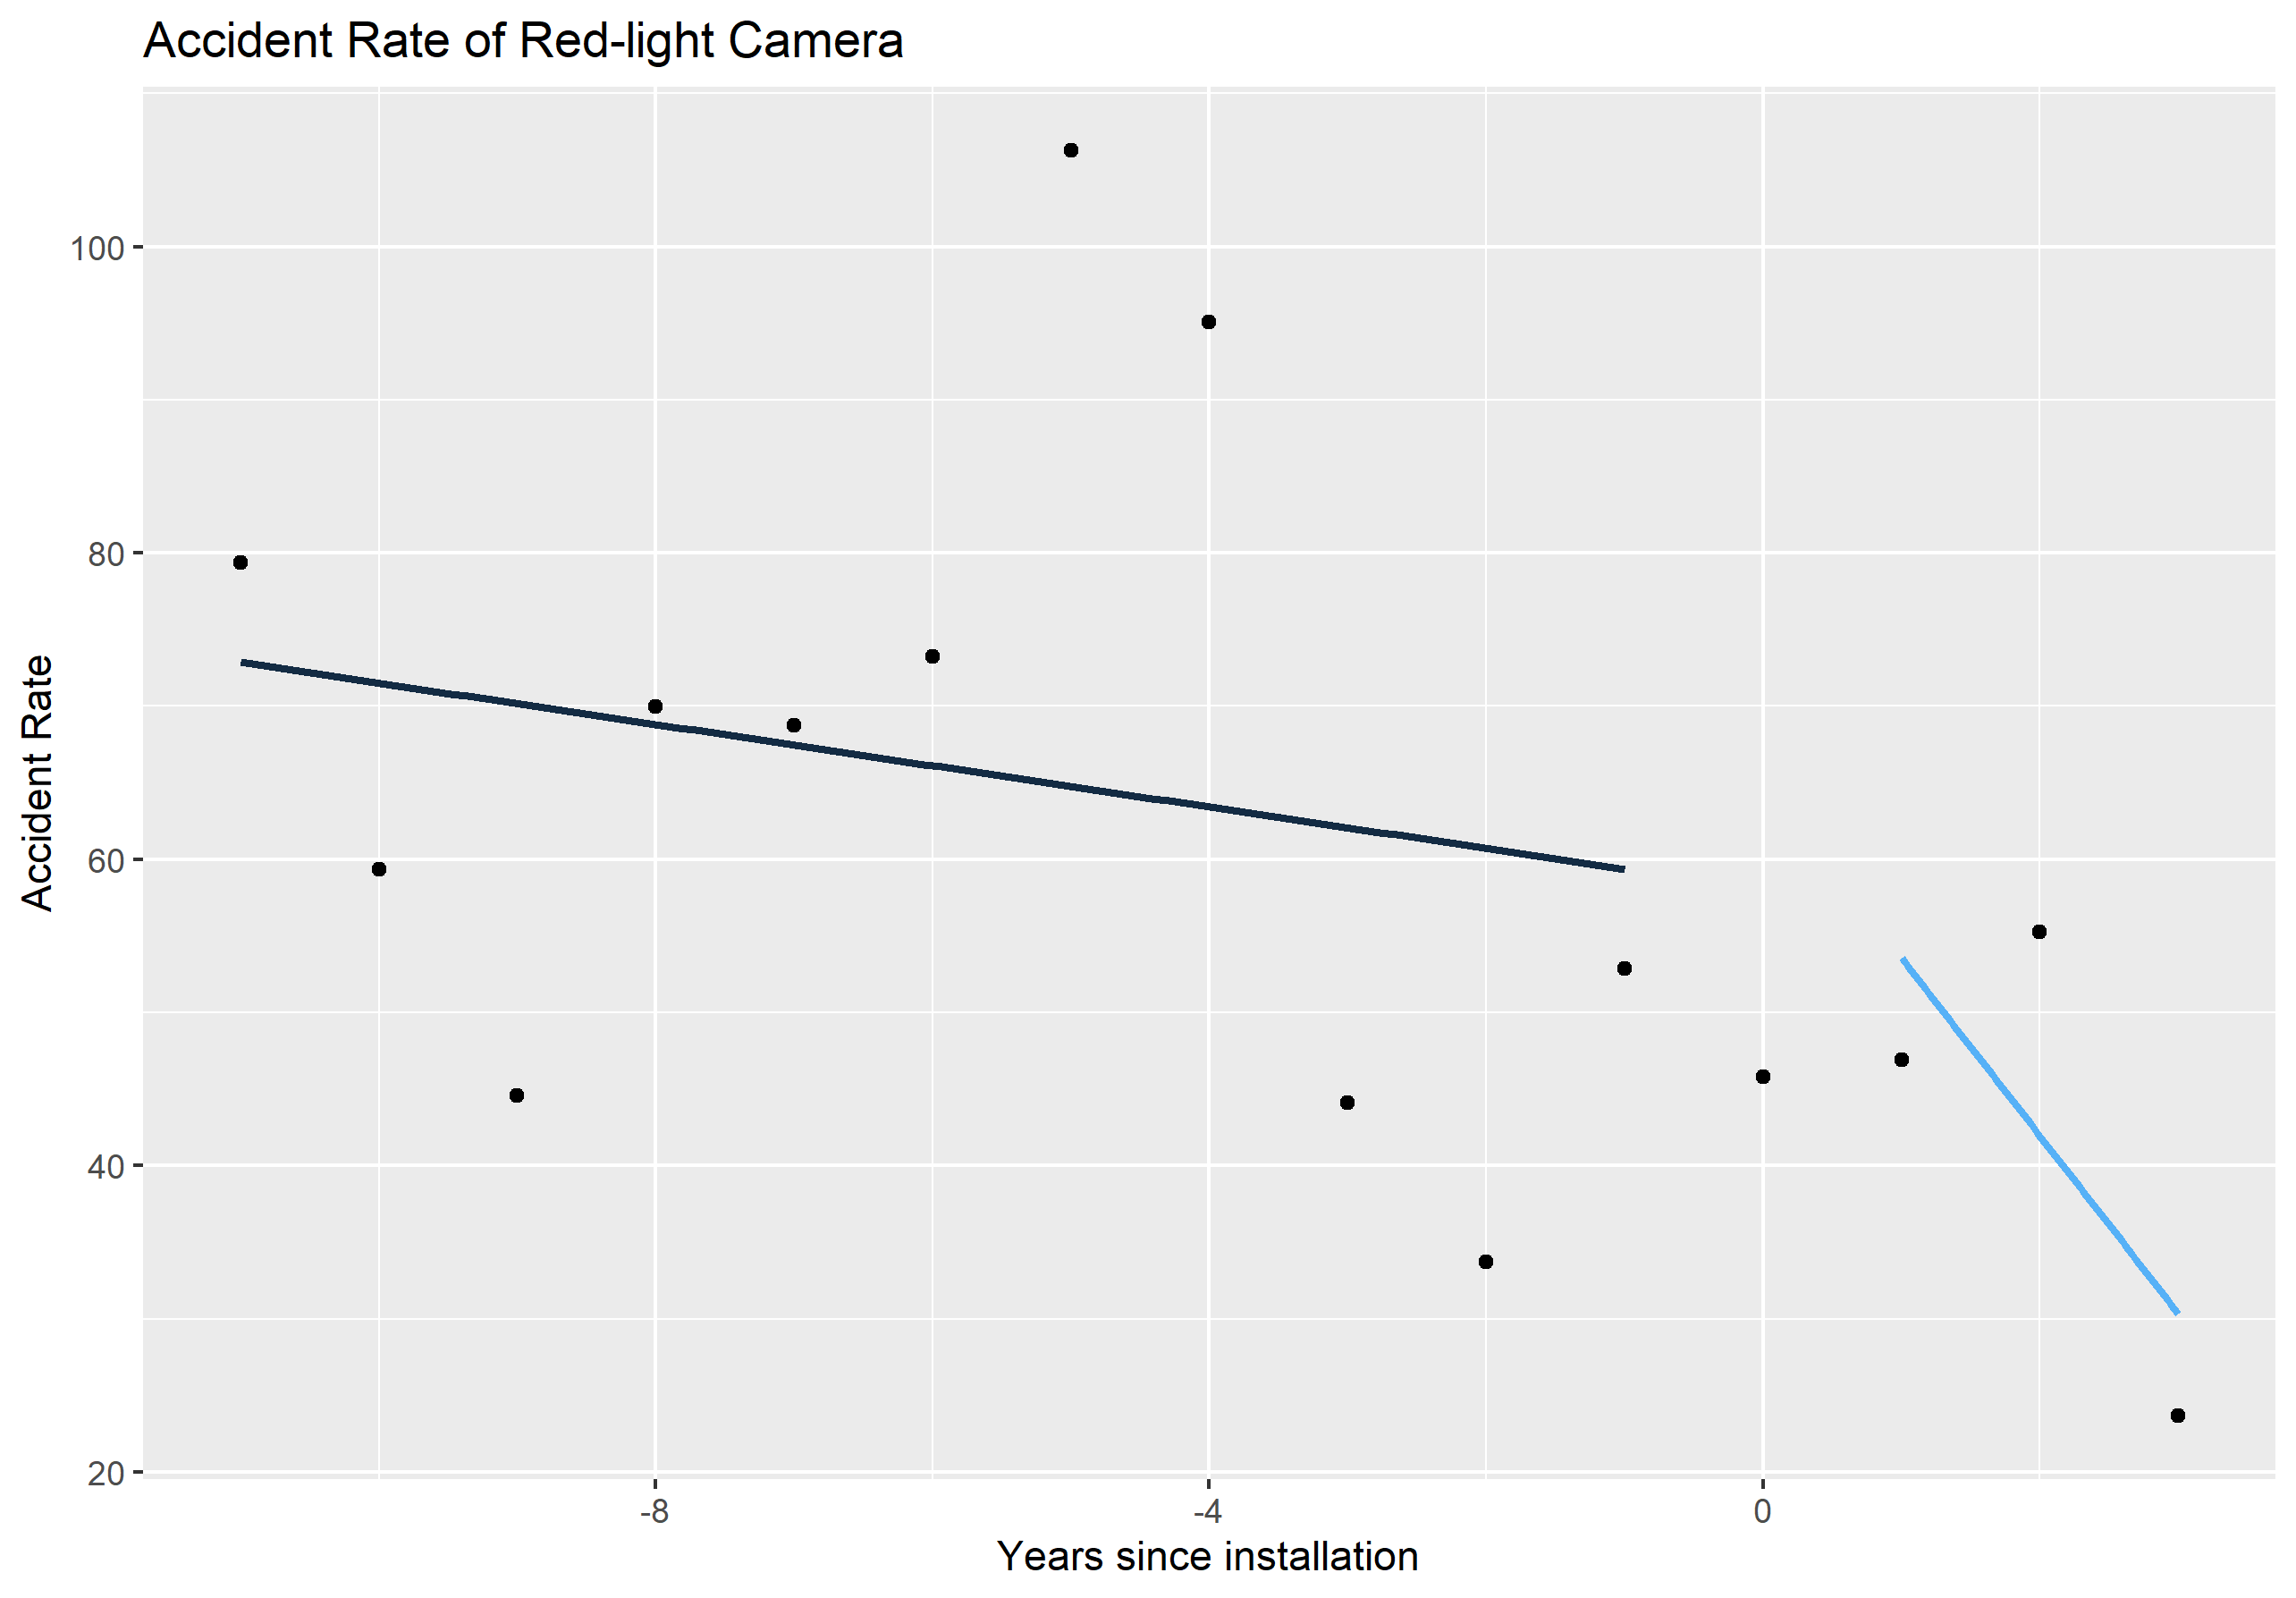 Accident Rate of Red-light Camera
Accident Rate
100
80
60
40
20
-8
-4
0
Years since installation